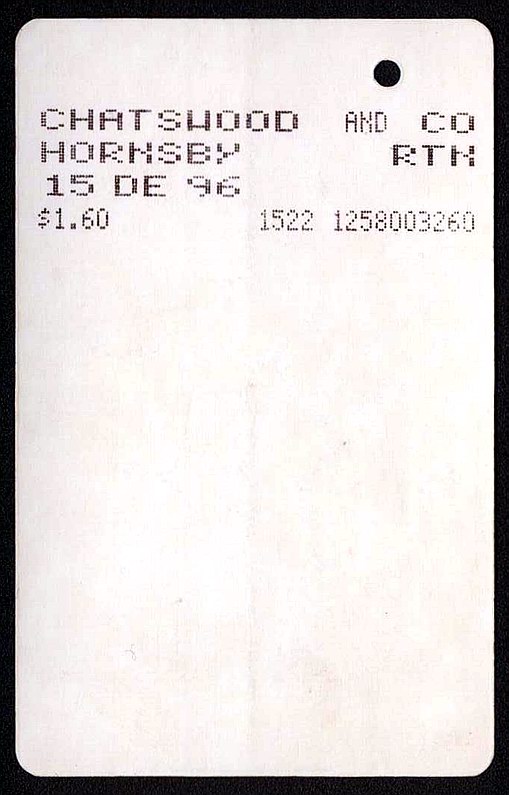 CHATSWOOD AND CO
HORNSBY RTN
15 DE 96
$1.60 1522 1258003260